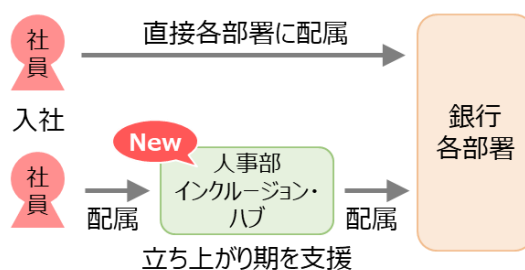 社
員
直接各部署に配属
入社
New
人事部
インクルージョン・
ハブ
社
員
配属
配属
立ち上がり期を支援
銀行
各部署